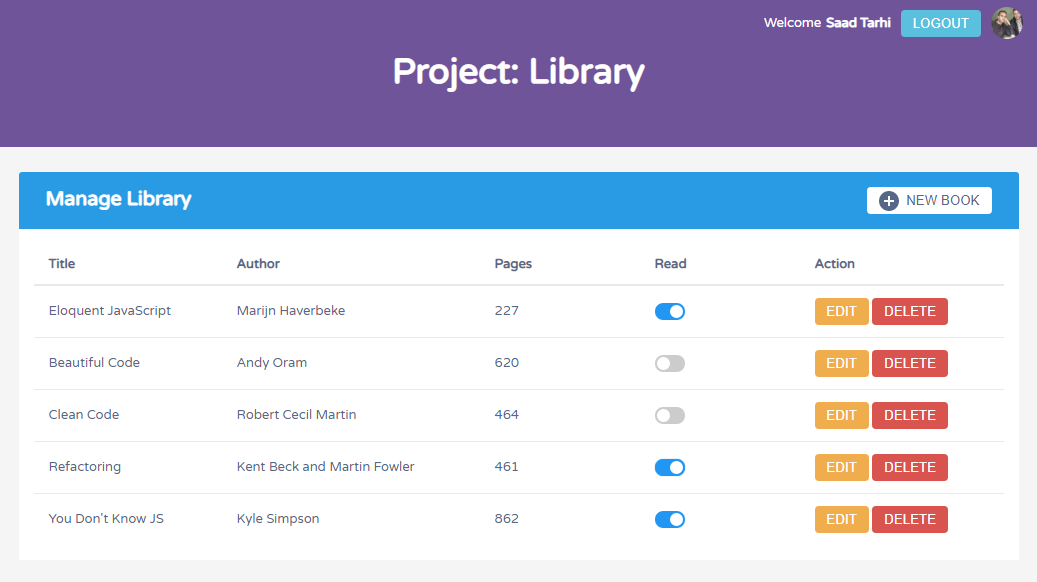 Welcome Saad Tarhi LOGOUT
Project: Library
Manage Library NEW BOOK
Title Author Pages Read Action
Eloquent JavaScript Marijn Haverbeke 227 EDIT DELETE
Beautiful Code Andy Oram 620 EDIT DELETE
Clean Code Robert Cecil Martin 464 EDIT DELETE
Refactoring Kent Beck and Martin Fowler 461 EDIT DELETE
You Don't Know JS Kyle Simpson 862 EDIT DELETE